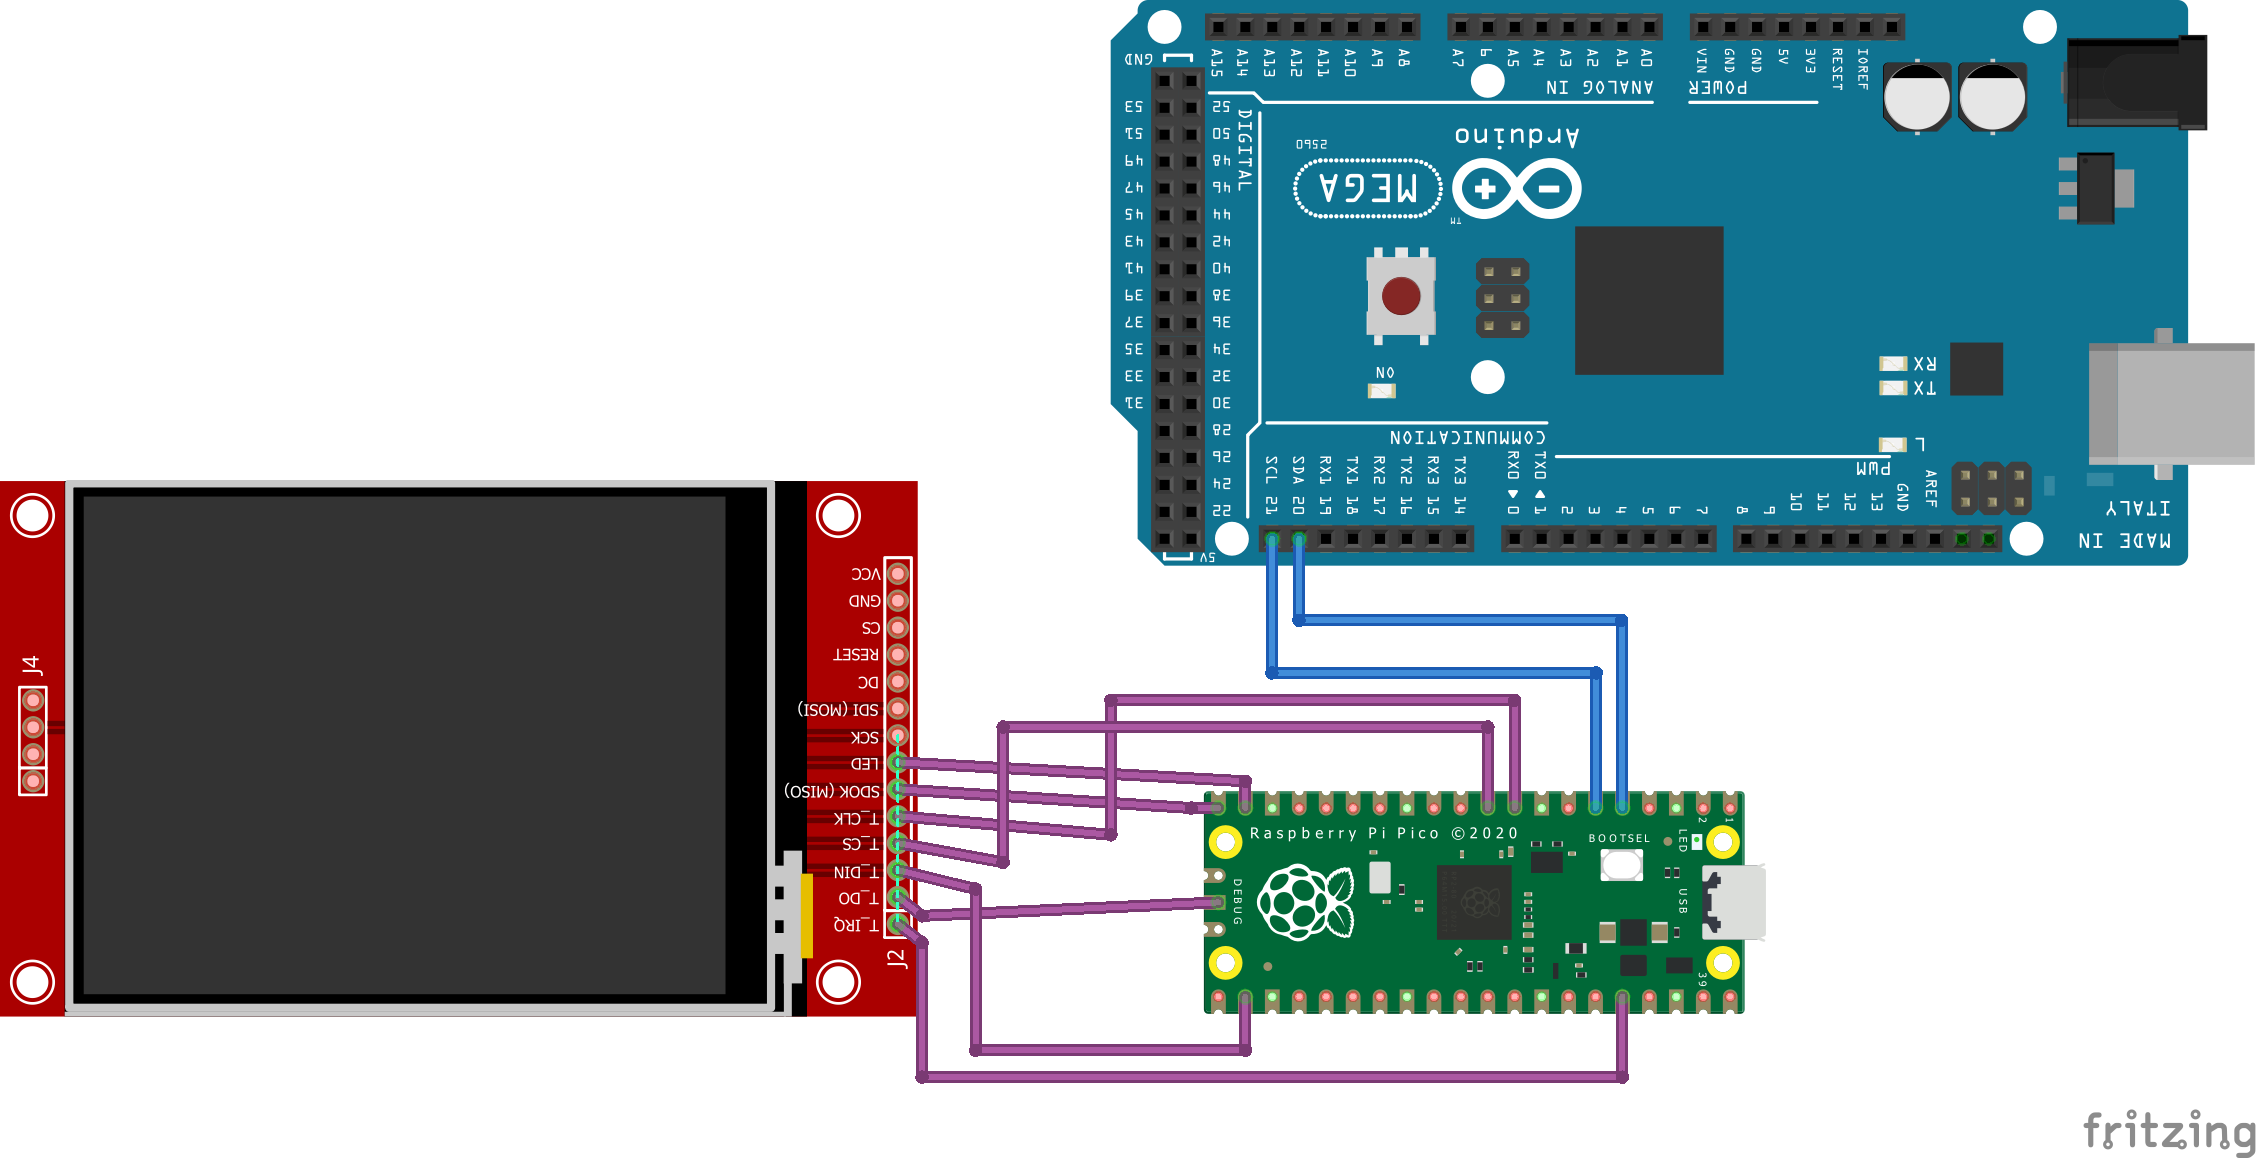 A15 A14 A13 A12 A11 A10 A9 A8
A7 6 A5 A4 A3 A2 A1 A0
VIN GND GND 5V 3V3 RESET IOREF
ANALOG IN
POWER
GND
53 52
51 50
49 48
47 46
45 44
43 42
41 40
39 38
37 36
35 34
33 32
31 30
28
26
24
22
5V
DIGITAL
Arduino
2560
MEGA
TM
ON
RX
TX
L
COMMUNICATION
PWM
SCL 21
SDA 20
RX1 19
TX1 18
RX2 17
TX2 16
RX3 15
TX3 14
RX0 0
TX0 1
2 3 4 5 6 7
8 9 10 11 12 13 GND AREF
MADE IN
ITALY
J4
VCC
GND
CS
RESET
DC
SDI (MOSI)
SCK
LED
SDOK (MISO)
T_CLK
T_CS
T_DIN
T_DO
T_IRQ
J2
Raspberry Pi Pico ©2020
BOOTSEL
LED
2
1
DEBUG
USB
39
fritzing